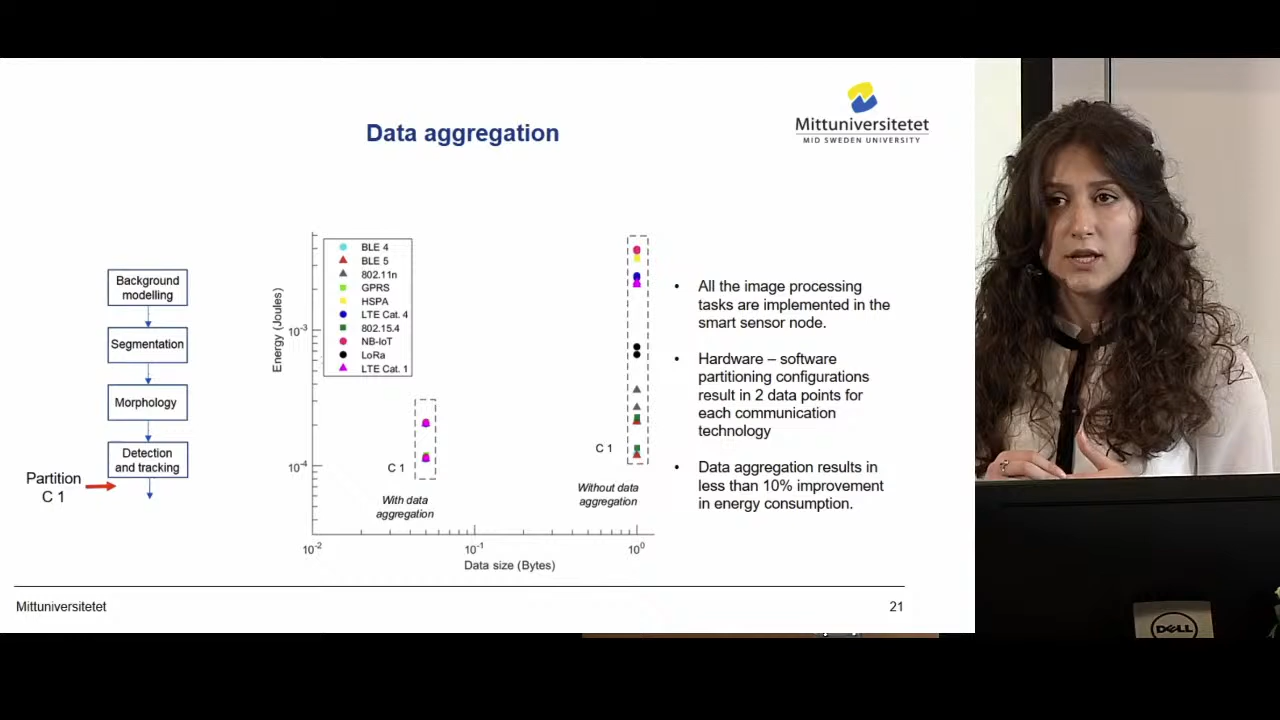 Data aggregation
Mittuniversitetet
MID SWEDEN UNIVERSITY
Background
modelling
Segmentation
Morphology
Detection
and tracking
Partition
C 1
Energy (Joules)
10-3
10-4
BLE 4
BLE 5
802.11n
GPRS
HSPA
LTE Cat. 4
802.15.4
NB-IoT
LoRa
LTE Cat. 1
C 1
With data
aggregation
C 1
Without data
aggregation
10-2
10-1
100
Data size (Bytes)
• All the image processing
tasks are implemented in the
smart sensor node.
• Hardware – software
partitioning configurations
result in 2 data points for
each communication
technology
• Data aggregation results in
less than 10% improvement
in energy consumption.
Mittuniversitetet
21
DELL